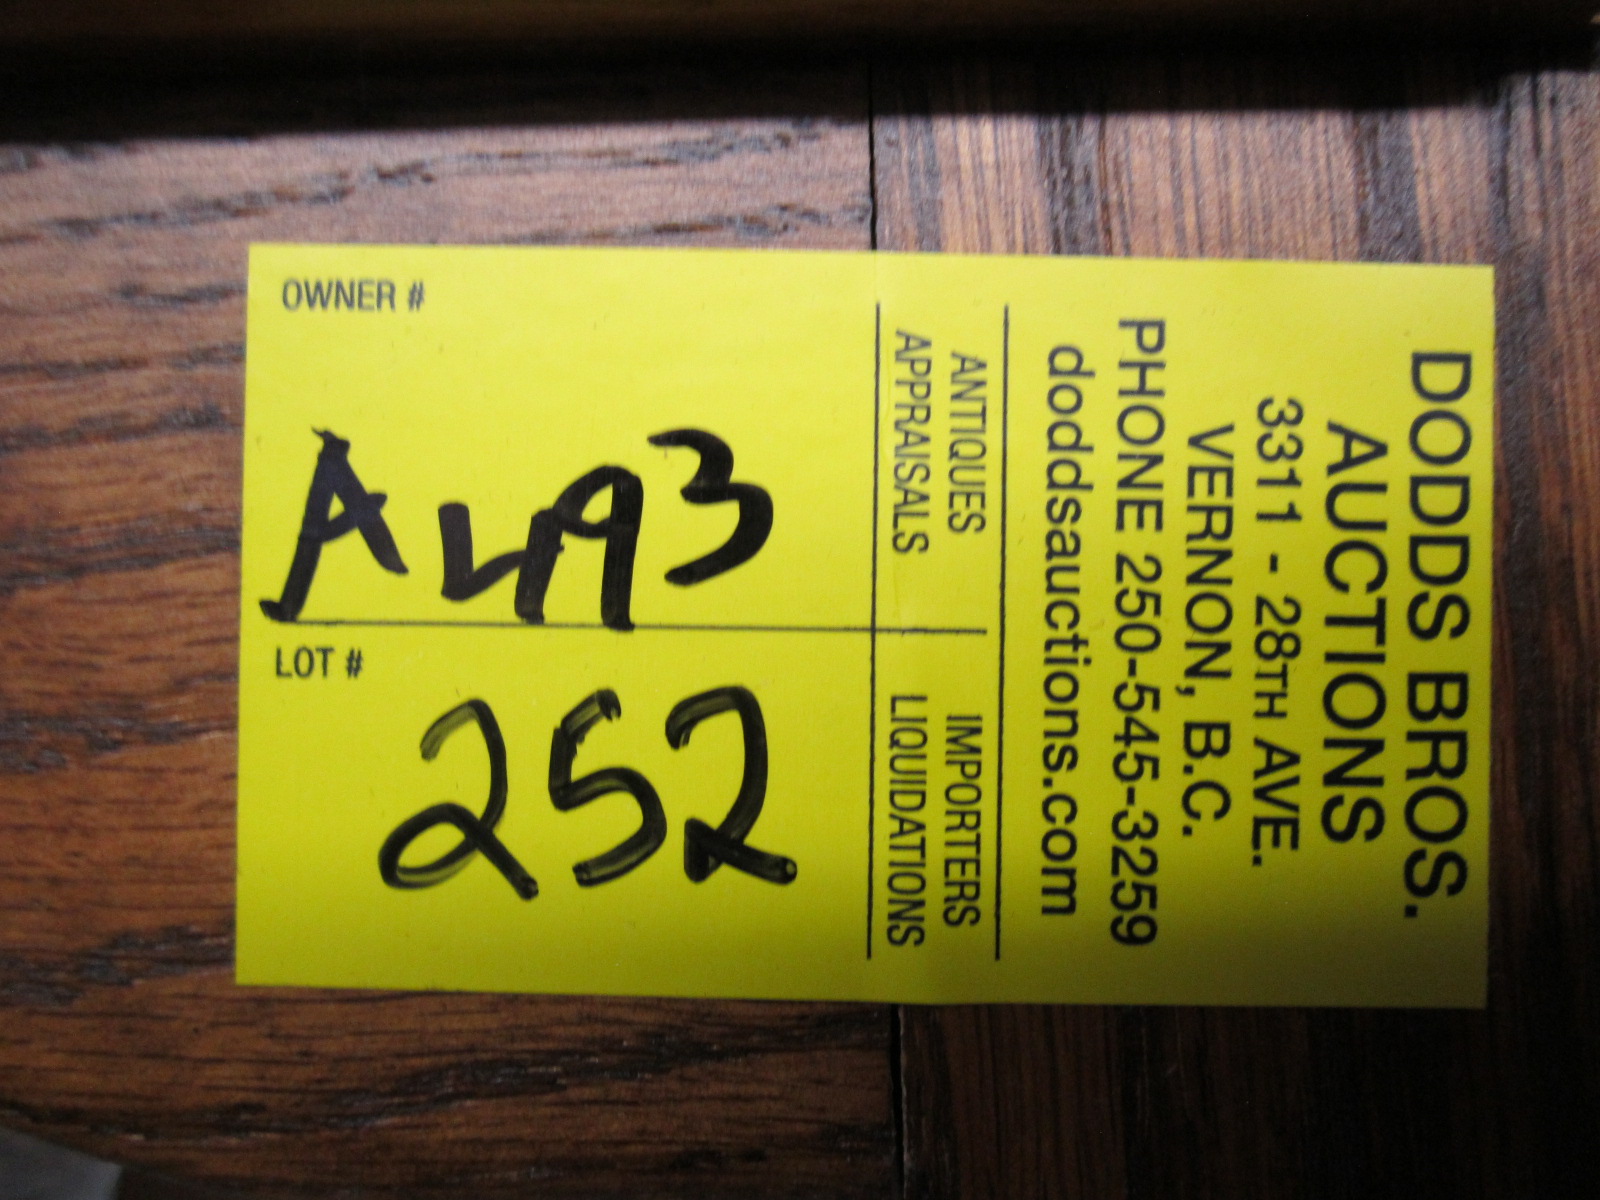 DODDS BROS.
AUCTIONS
3311 - 28TH AVE.
VERNON, B.C.
PHONE 250-545-3259
doddsauctions.com
ANTIQUES IMPORTERS
APPRAISALS LIQUIDATIONS
OWNER #
A493
LOT #
252